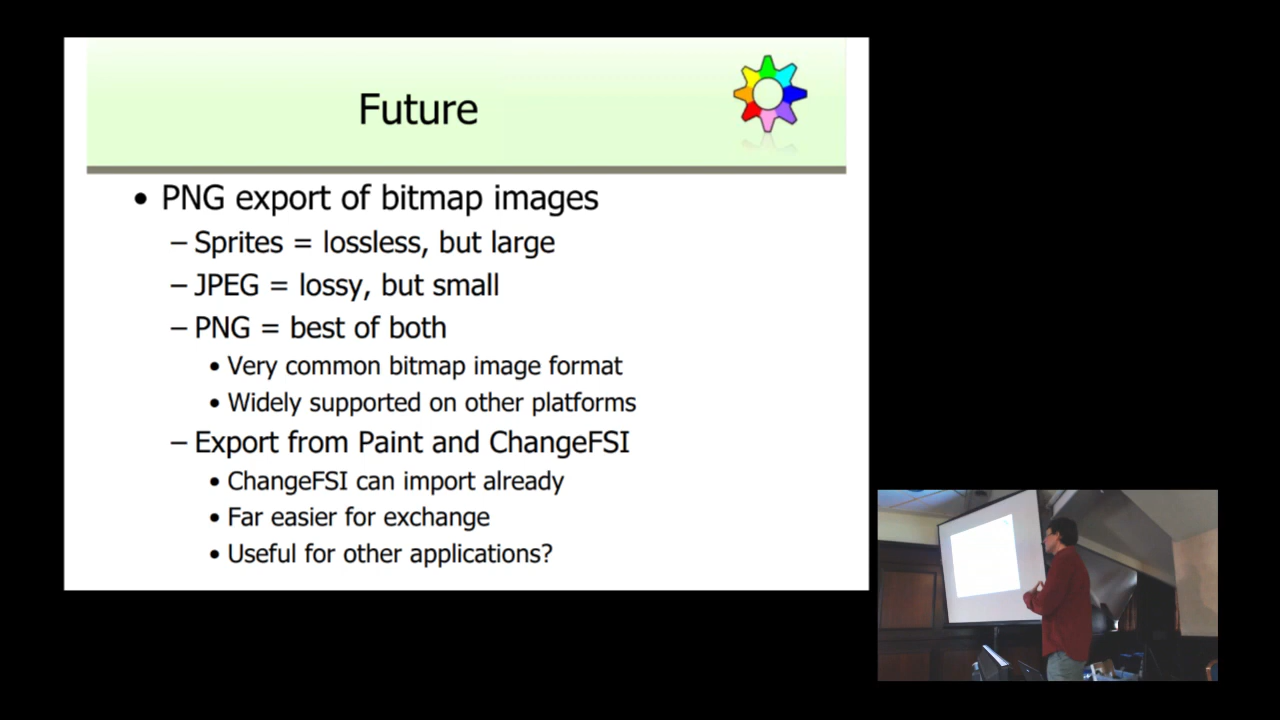 Future
• PNG export of bitmap images
– Sprites = lossless, but large
– JPEG = lossy, but small
– PNG = best of both
• Very common bitmap image format
• Widely supported on other platforms
– Export from Paint and ChangeFSI
• ChangeFSI can import already
• Far easier for exchange
• Useful for other applications?